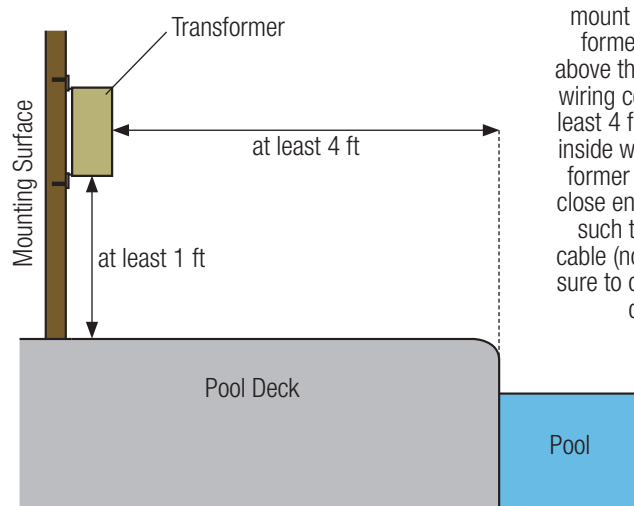 Transformer
Mounting Surface
at least 4 ft
at least 1 ft
Pool Deck
Pool
mount
forme
above th
wiring c
least 4 f
inside w
former
close en
such t
cable (no
sure to c